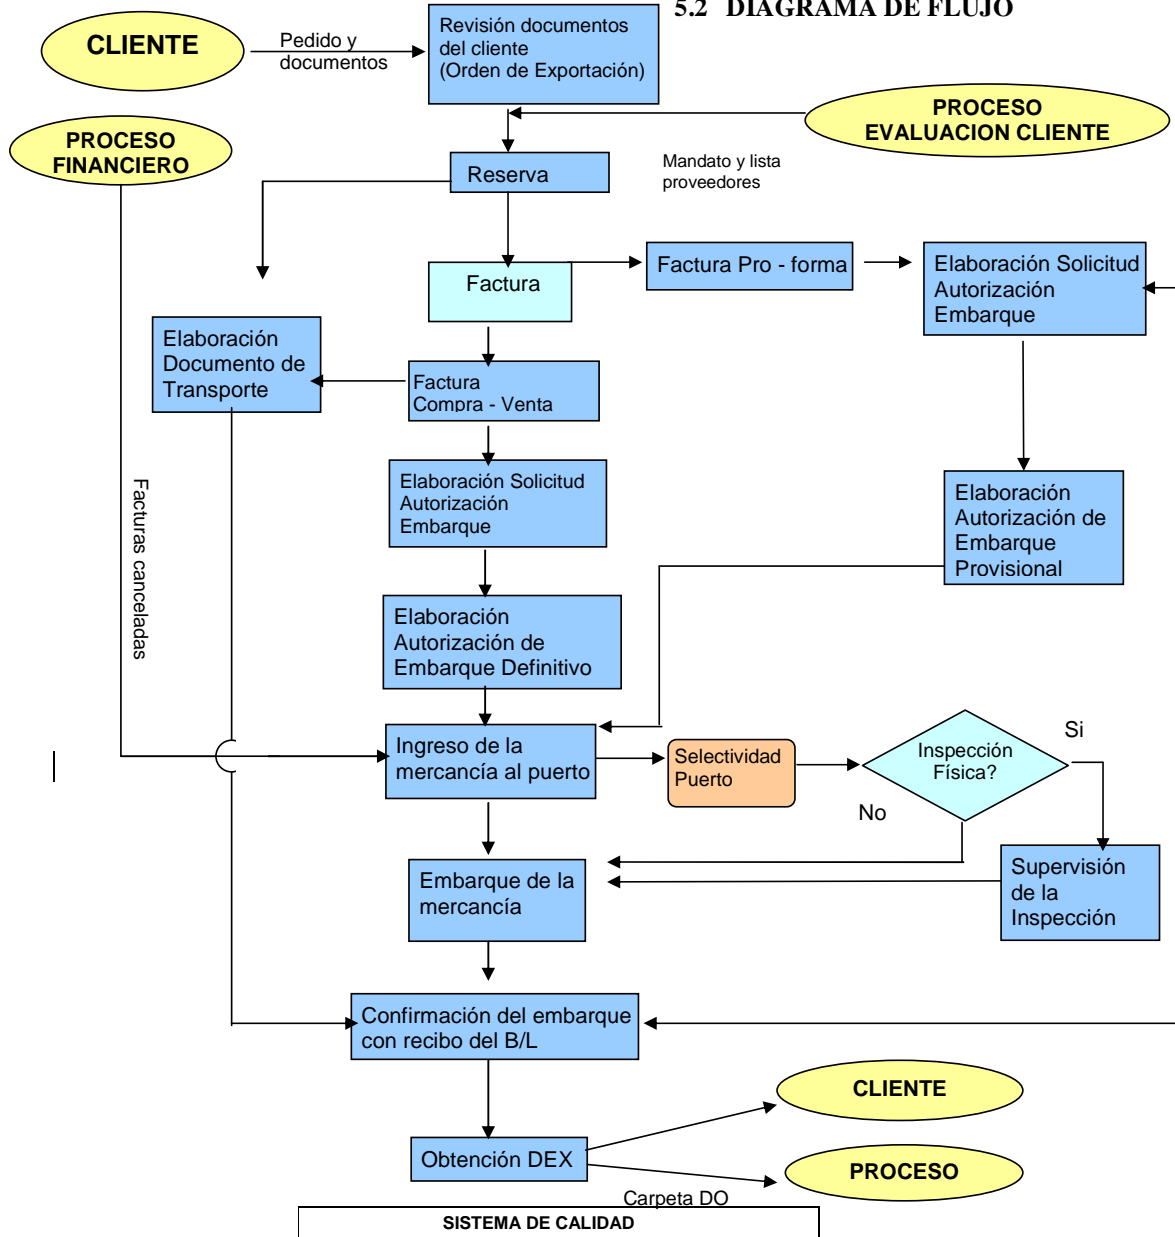 5.2 DIAGRAMA DE FLUJO
CLIENTE
Pedido y
documentos
Revisión documentos
del cliente
(Orden de Exportación)
PROCESO
EVALUACION CLIENTE
PROCESO
FINANCIERO
Reserva
Mandato y lista
proveedores
Factura
Factura Pro - forma
Elaboración Solicitud
Autorización
Embarque
Elaboración
Documento de
Transporte
Factura
Compra - Venta
Elaboración Solicitud
Autorización
Embarque
Elaboración
Autorización de
Embarque
Provisional
Facturas canceladas
Elaboración
Autorización de
Embarque Definitivo
Ingreso de la
mercancía al puerto
Selectividad
Puerto
Inspección
Física?
Si
No
Embarque de la
mercancía
Supervisión
de la
Inspección
Confirmación del embarque
con recibo del B/L
CLIENTE
Obtención DEX
PROCESO
Carpeta DO
SISTEMA DE CALIDAD